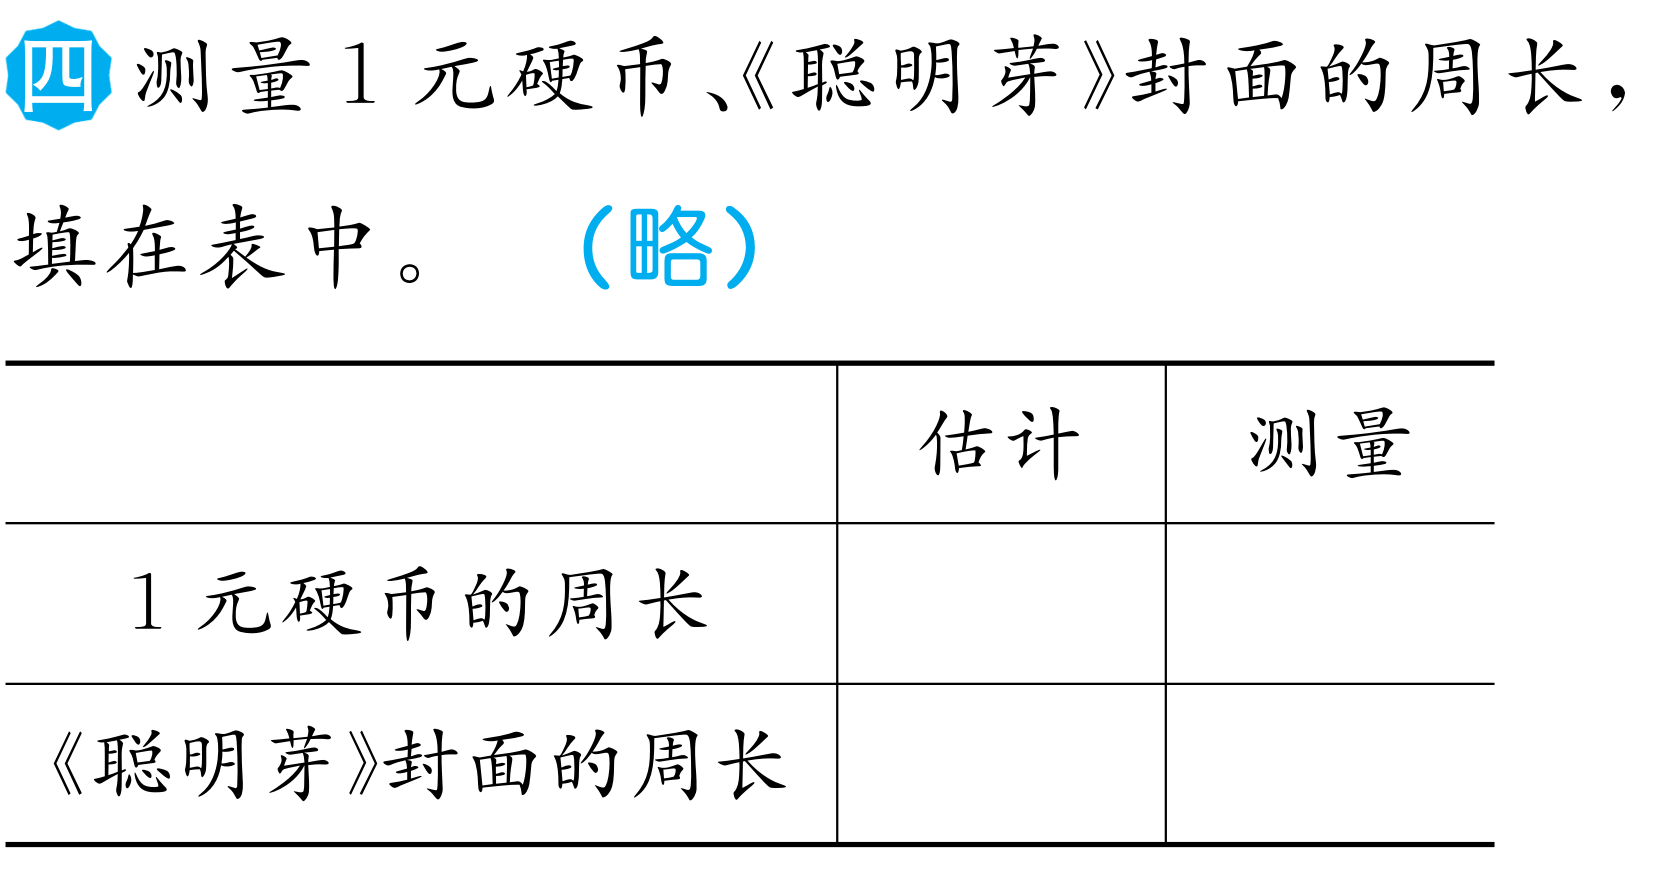 四 测量1元硬币、《聪明芽》封面的周长，
填在表中。 （略）
估计 测量
1元硬币的周长
《聪明芽》封面的周长